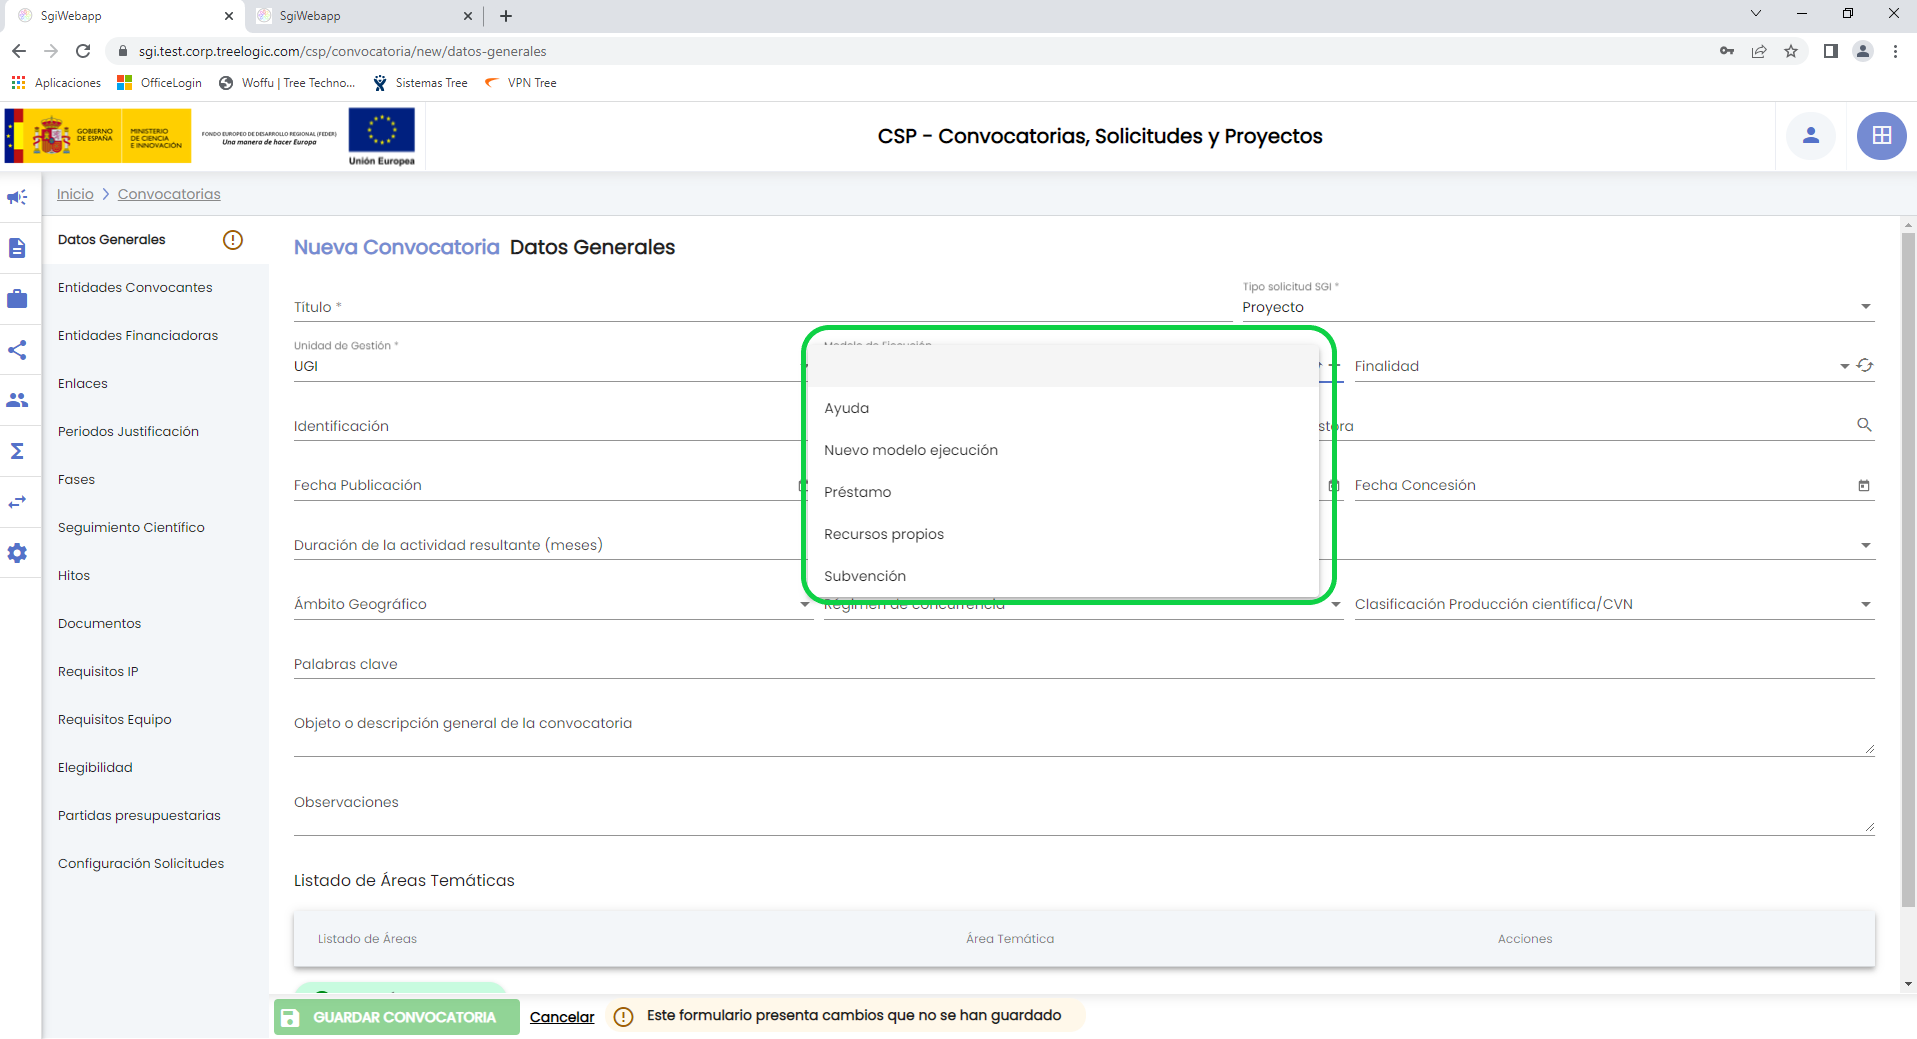 SgiWebapp
SgiWebapp
sgi.test.corp.treelogic.com/csp/convocatoria/new/datos-generales
Aplicaciones
OfficeLogin
Woffu | Tree Techno...
Sistemas Tree
VPN Tree
GOBIERNO DE ESPAÑA
MINISTERIO DE CIENCIA E INNOVACIÓN
FONDO EUROPEO DE DESARROLLO REGIONAL (FEDER)
Una manera de hacer Europa
Unión Europea
CSP - Convocatorias, Solicitudes y Proyectos
Inicio
Convocatorias
Datos Generales
Entidades Convocantes
Entidades Financiadoras
Enlaces
Periodos Justificación
Fases
Seguimiento Científico
Hitos
Documentos
Requisitos IP
Requisitos Equipo
Elegibilidad
Partidas presupuestarias
Configuración Solicitudes
Nueva Convocatoria Datos Generales
Título *
Tipo solicitud SGI *
Proyecto
Unidad de Gestión *
UGI
Modelo de Ejecución
Ayuda
Nuevo modelo ejecución
Préstamo
Recursos propios
Subvención
Finalidad
Identificación
stora
Fecha Publicación
Fecha Concesión
Duración de la actividad resultante (meses)
Ámbito Geográfico
Régimen de concurrencia
Clasificación Producción científica/CVN
Palabras clave
Objeto o descripción general de la convocatoria
Observaciones
Listado de Áreas Temáticas
Listado de Áreas
Área Temática
Acciones
GUARDAR CONVOCATORIA
Cancelar
Este formulario presenta cambios que no se han guardado